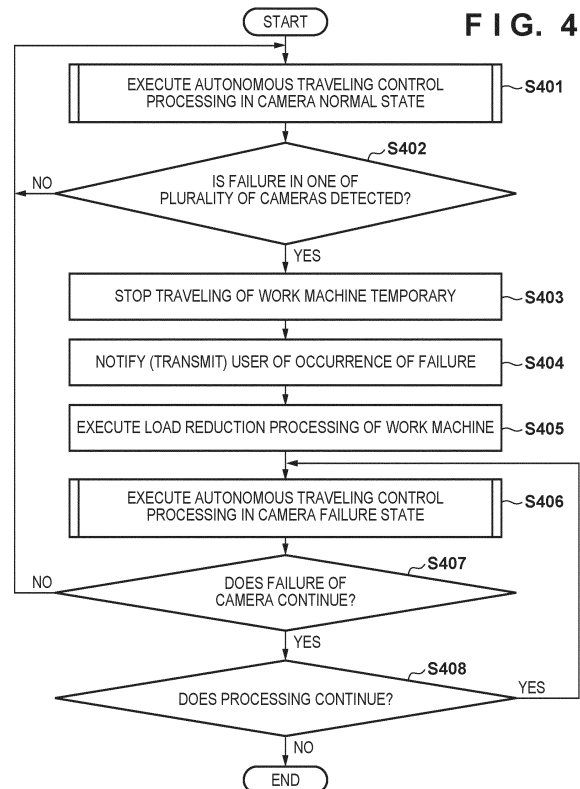 START
F I G. 4
EXECUTE AUTONOMOUS TRAVELING CONTROL
PROCESSING IN CAMERA NORMAL STATE
S401
S402
IS FAILURE IN ONE OF
PLURALITY OF CAMERAS DETECTED?
NO
YES
STOP TRAVELING OF WORK MACHINE TEMPORARY
S403
NOTIFY (TRANSMIT) USER OF OCCURRENCE OF FAILURE
S404
EXECUTE LOAD REDUCTION PROCESSING OF WORK MACHINE
S405
EXECUTE AUTONOMOUS TRAVELING CONTROL
PROCESSING IN CAMERA FAILURE STATE
S406
S407
DOES FAILURE OF
CAMERA CONTINUE?
NO
YES
S408
DOES PROCESSING CONTINUE?
YES
NO
END